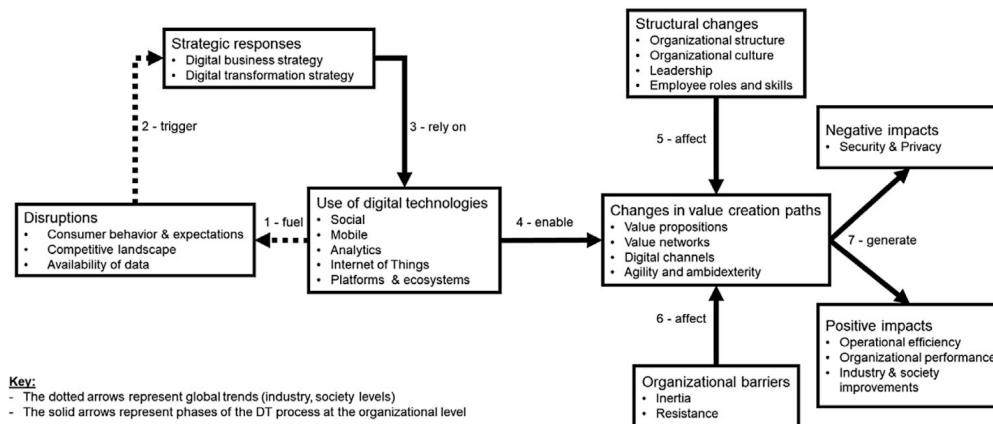 Strategic responses
• Digital business strategy
• Digital transformation strategy
2 - trigger
3 - rely on
Disruptions
• Consumer behavior & expectations
• Competitive landscape
• Availability of data
1 - fuel
Use of digital technologies
• Social
• Mobile
• Analytics
• Internet of Things
• Platforms & ecosystems
4 - enable
Structural changes
• Organizational structure
• Organizational culture
• Leadership
• Employee roles and skills
5 - affect
Changes in value creation paths
• Value propositions
• Value networks
• Digital channels
• Agility and ambidexterity
6 - affect
Organizational barriers
• Inertia
• Resistance
Negative impacts
• Security & Privacy
7 - generate
Positive impacts
• Operational efficiency
• Organizational performance
• Industry & society
improvements
Key:
- The dotted arrows represent global trends (industry, society levels)
- The solid arrows represent phases of the DT process at the organizational level